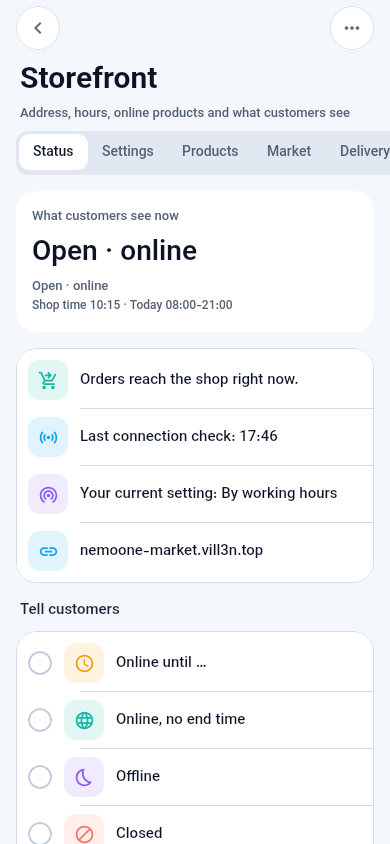 Storefront
Address, hours, online products and what customers see
Status Settings Products Market Delivery
What customers see now
Open · online
Open · online
Shop time 10:15 · Today 08:00–21:00
Orders reach the shop right now.
Last connection check: 17:46
Your current setting: By working hours
nemoone-market.vill3n.top
Tell customers
Online until …
Online, no end time
Offline
Closed